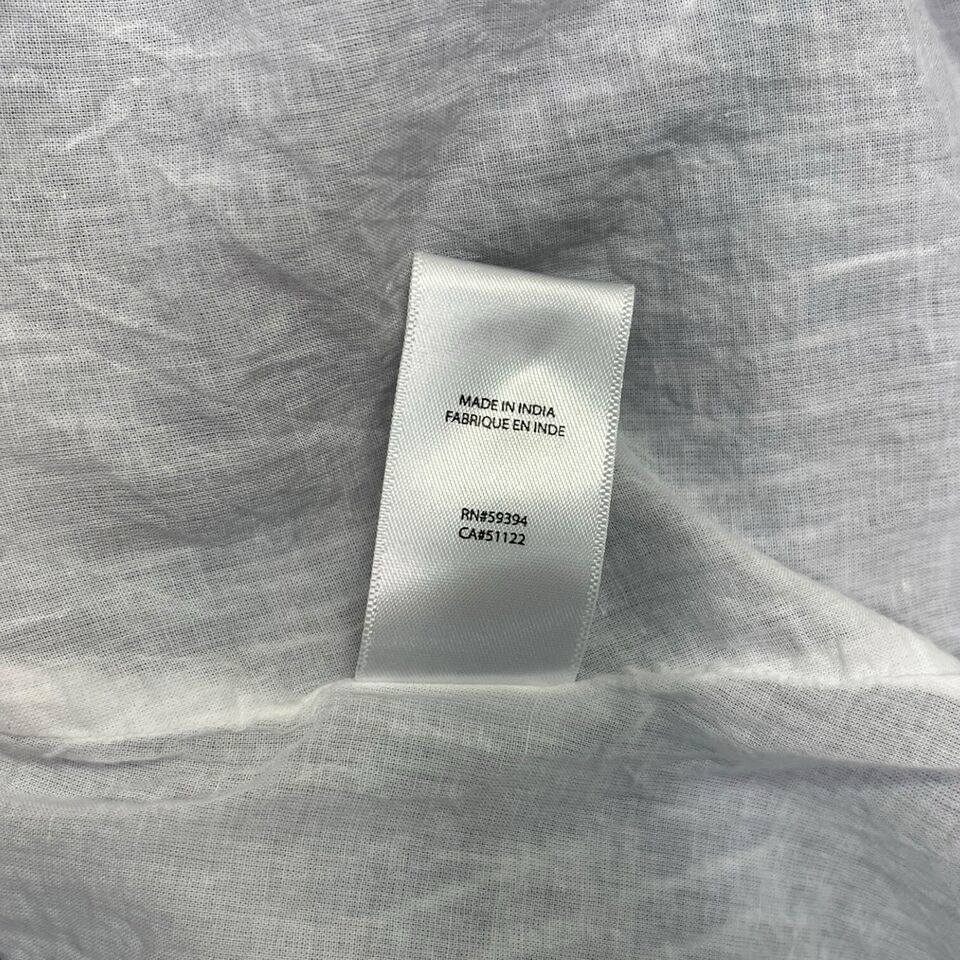 MADE IN INDIA
FABRIQUE EN INDE
RN#59394
CA#51122